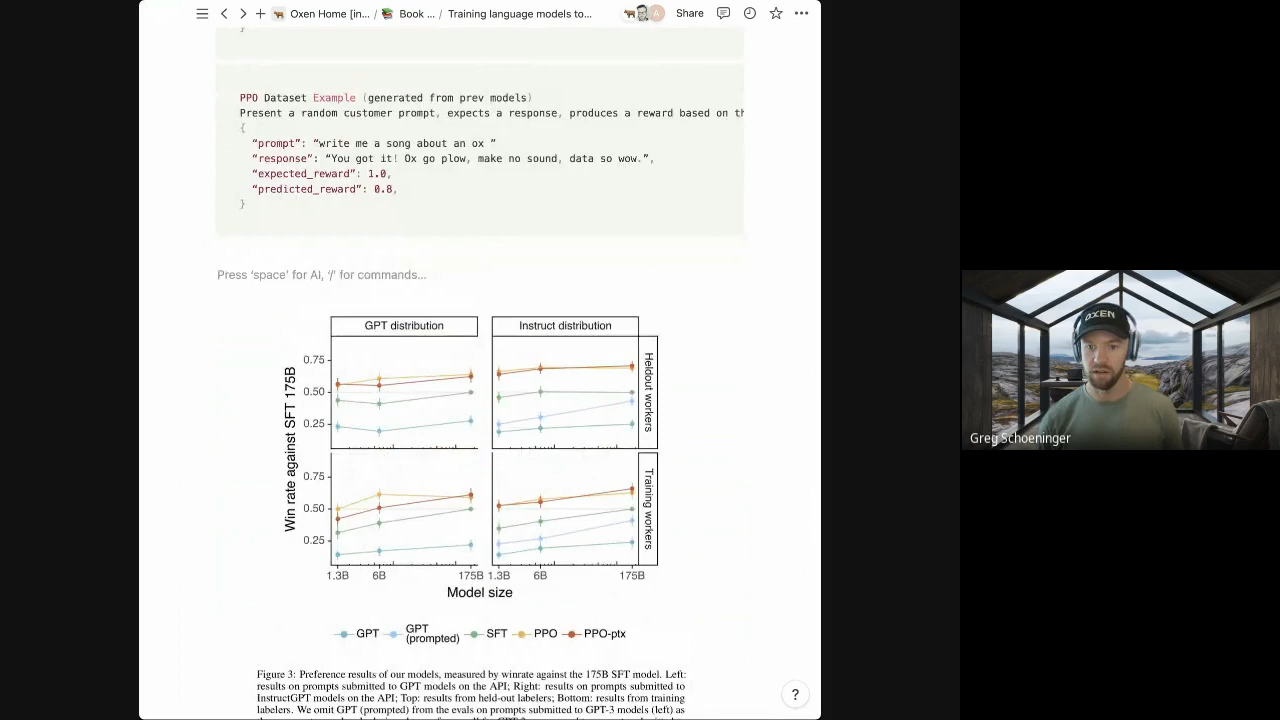 Oxen Home [in... / Book ... / Training language models to...
Share
}
PPO Dataset Example (generated from prev models)
Present a random customer prompt, expects a response, produces a reward based on th
{
“prompt”: “write me a song about an ox ”
“response”: “You got it! Ox go plow, make no sound, data so wow.”,
“expected_reward”: 1.0,
“predicted_reward”: 0.8,
}
Press ‘space’ for AI, ‘/’ for commands...
GPT distribution
Instruct distribution
Win rate against SFT 175B
0.75
0.50
0.25
Heldout workers
0.75
0.50
0.25
Training workers
1.3B 6B 175B 1.3B 6B 175B
Model size
GPT
GPT (prompted)
SFT
PPO
PPO-ptx
Figure 3: Preference results of our models, measured by winrate against the 175B SFT model. Left:
results on prompts submitted to GPT models on the API; Right: results on prompts submitted to
InstructGPT models on the API; Top: results from held-out labelers; Bottom: results from training
labelers. We omit GPT (prompted) from the evals on prompts submitted to GPT-3 models (left) as
?
OXEN
Greg Schoeninger